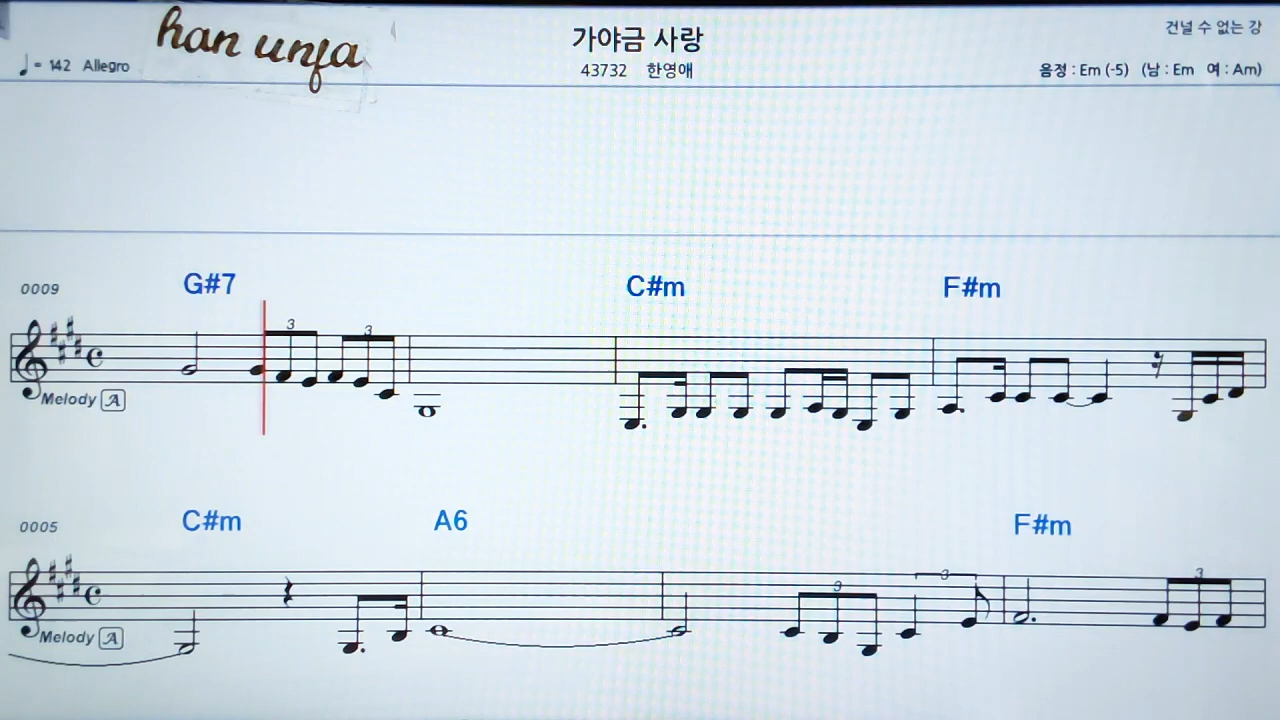 han unfa
가야금 사랑
건널 수 없는 강
♩= 142 Allegro
43732 한영애
음정 : Em (-5) (남 : Em 여 : Am)
0009
G#7 C#m F#m
3 3
Melody A
0005
C#m A6 F#m
3 3 3
Melody A